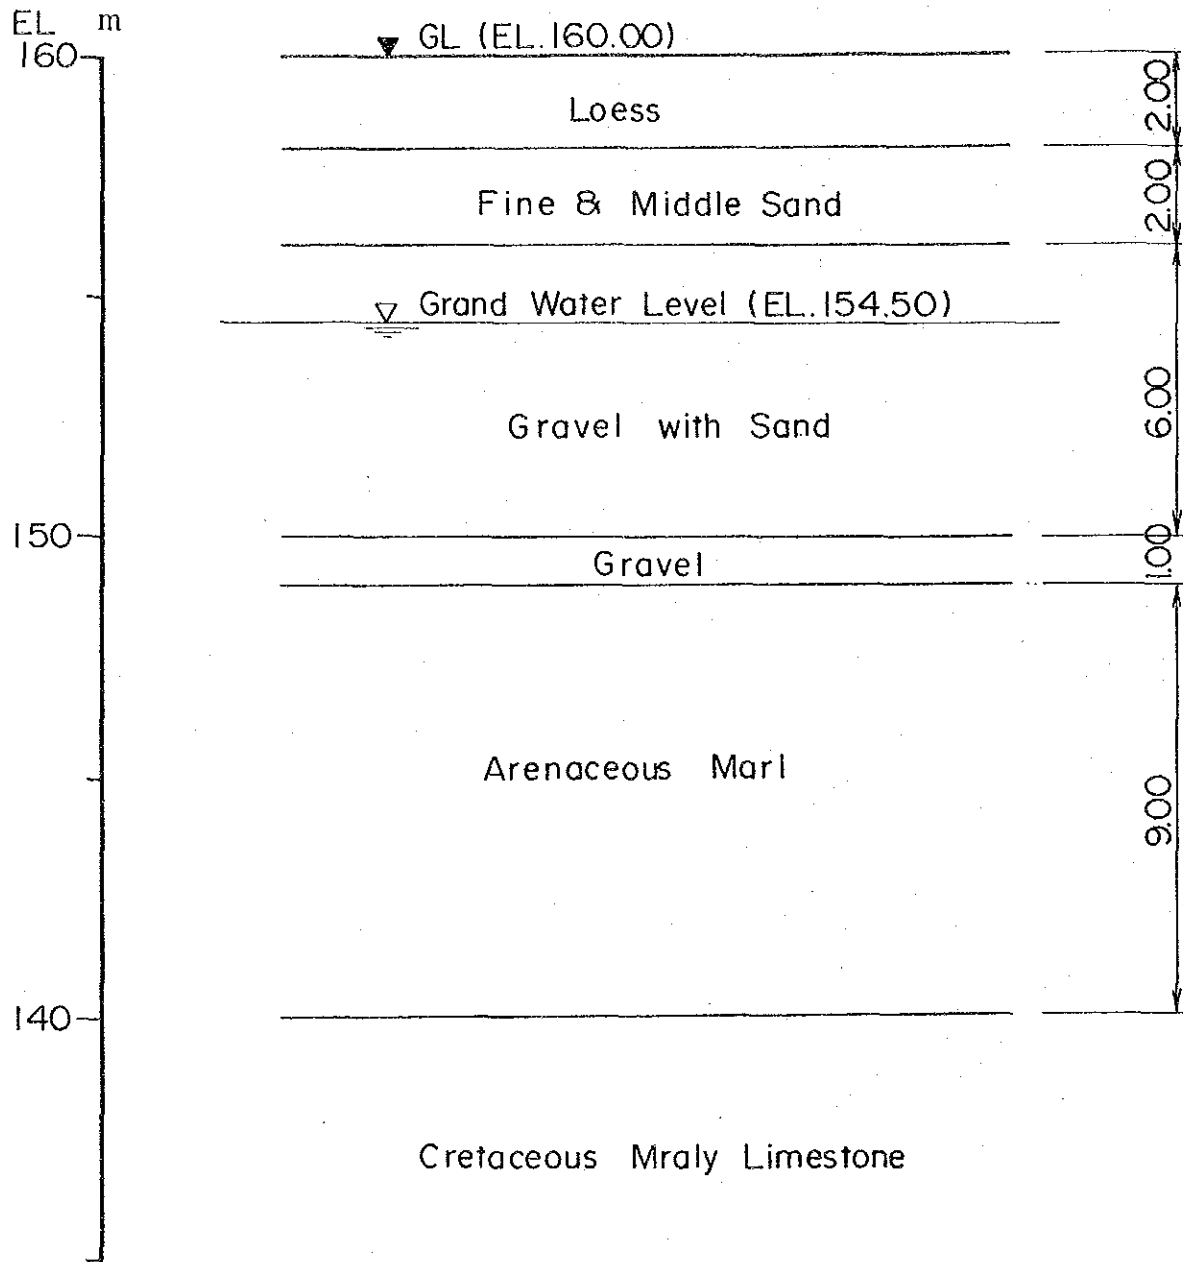 EL m
GL (EL.160.00)
160
Loess
2.00
Fine & Middle Sand
2.00
Grand Water Level (EL.154.50)
6.00
Gravel with Sand
150
Gravel
1.00
Arenaceous Marl
9.00
140
Cretaceous Mraly Limestone